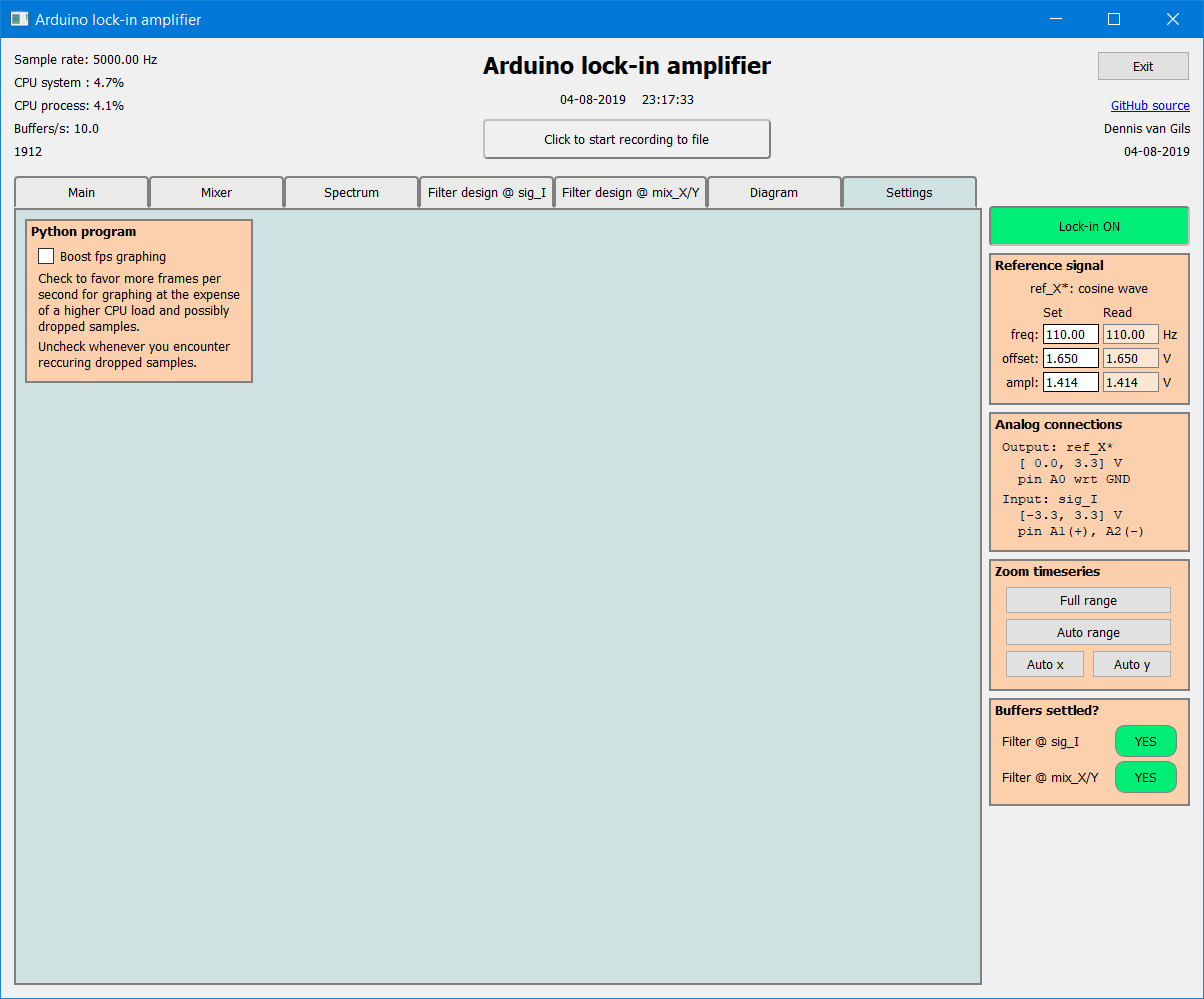 Arduino lock-in amplifier
Sample rate: 5000.00 Hz
CPU system : 4.7%
CPU process: 4.1%
Buffers/s: 10.0
1912
Arduino lock-in amplifier
04-08-2019 23:17:33
Click to start recording to file
Exit
GitHub source
Dennis van Gils
04-08-2019
Main
Mixer
Spectrum
Filter design @ sig_I
Filter design @ mix_X/Y
Diagram
Settings
Python program
Boost fps graphing
Check to favor more frames per
second for graphing at the expense
of a higher CPU load and possibly
dropped samples.
Uncheck whenever you encounter
reccuring dropped samples.
Lock-in ON
Reference signal
ref_X*: cosine wave
Set Read
freq: 110.00 110.00 Hz
offset: 1.650 1.650 V
ampl: 1.414 1.414 V
Analog connections
Output: ref_X*
[ 0.0, 3.3] V
pin A0 wrt GND
Input: sig_I
[-3.3, 3.3] V
pin A1(+), A2(-)
Zoom timeseries
Full range
Auto range
Auto x Auto y
Buffers settled?
Filter @ sig_I YES
Filter @ mix_X/Y YES